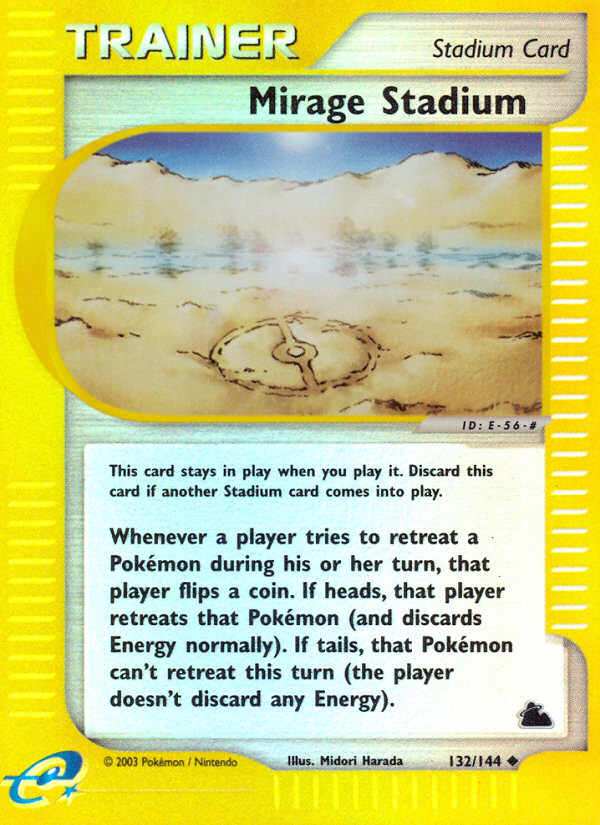 TRAINER
Stadium Card
Mirage Stadium
ID: E-56-#
This card stays in play when you play it. Discard this
card if another Stadium card comes into play.
Whenever a player tries to retreat a
Pokémon during his or her turn, that
player flips a coin. If heads, that player
retreats that Pokémon (and discards
Energy normally). If tails, that Pokémon
can't retreat this turn (the player
doesn't discard any Energy).
© 2003 Pokémon / Nintendo
Illus. Midori Harada
132/144 ◆